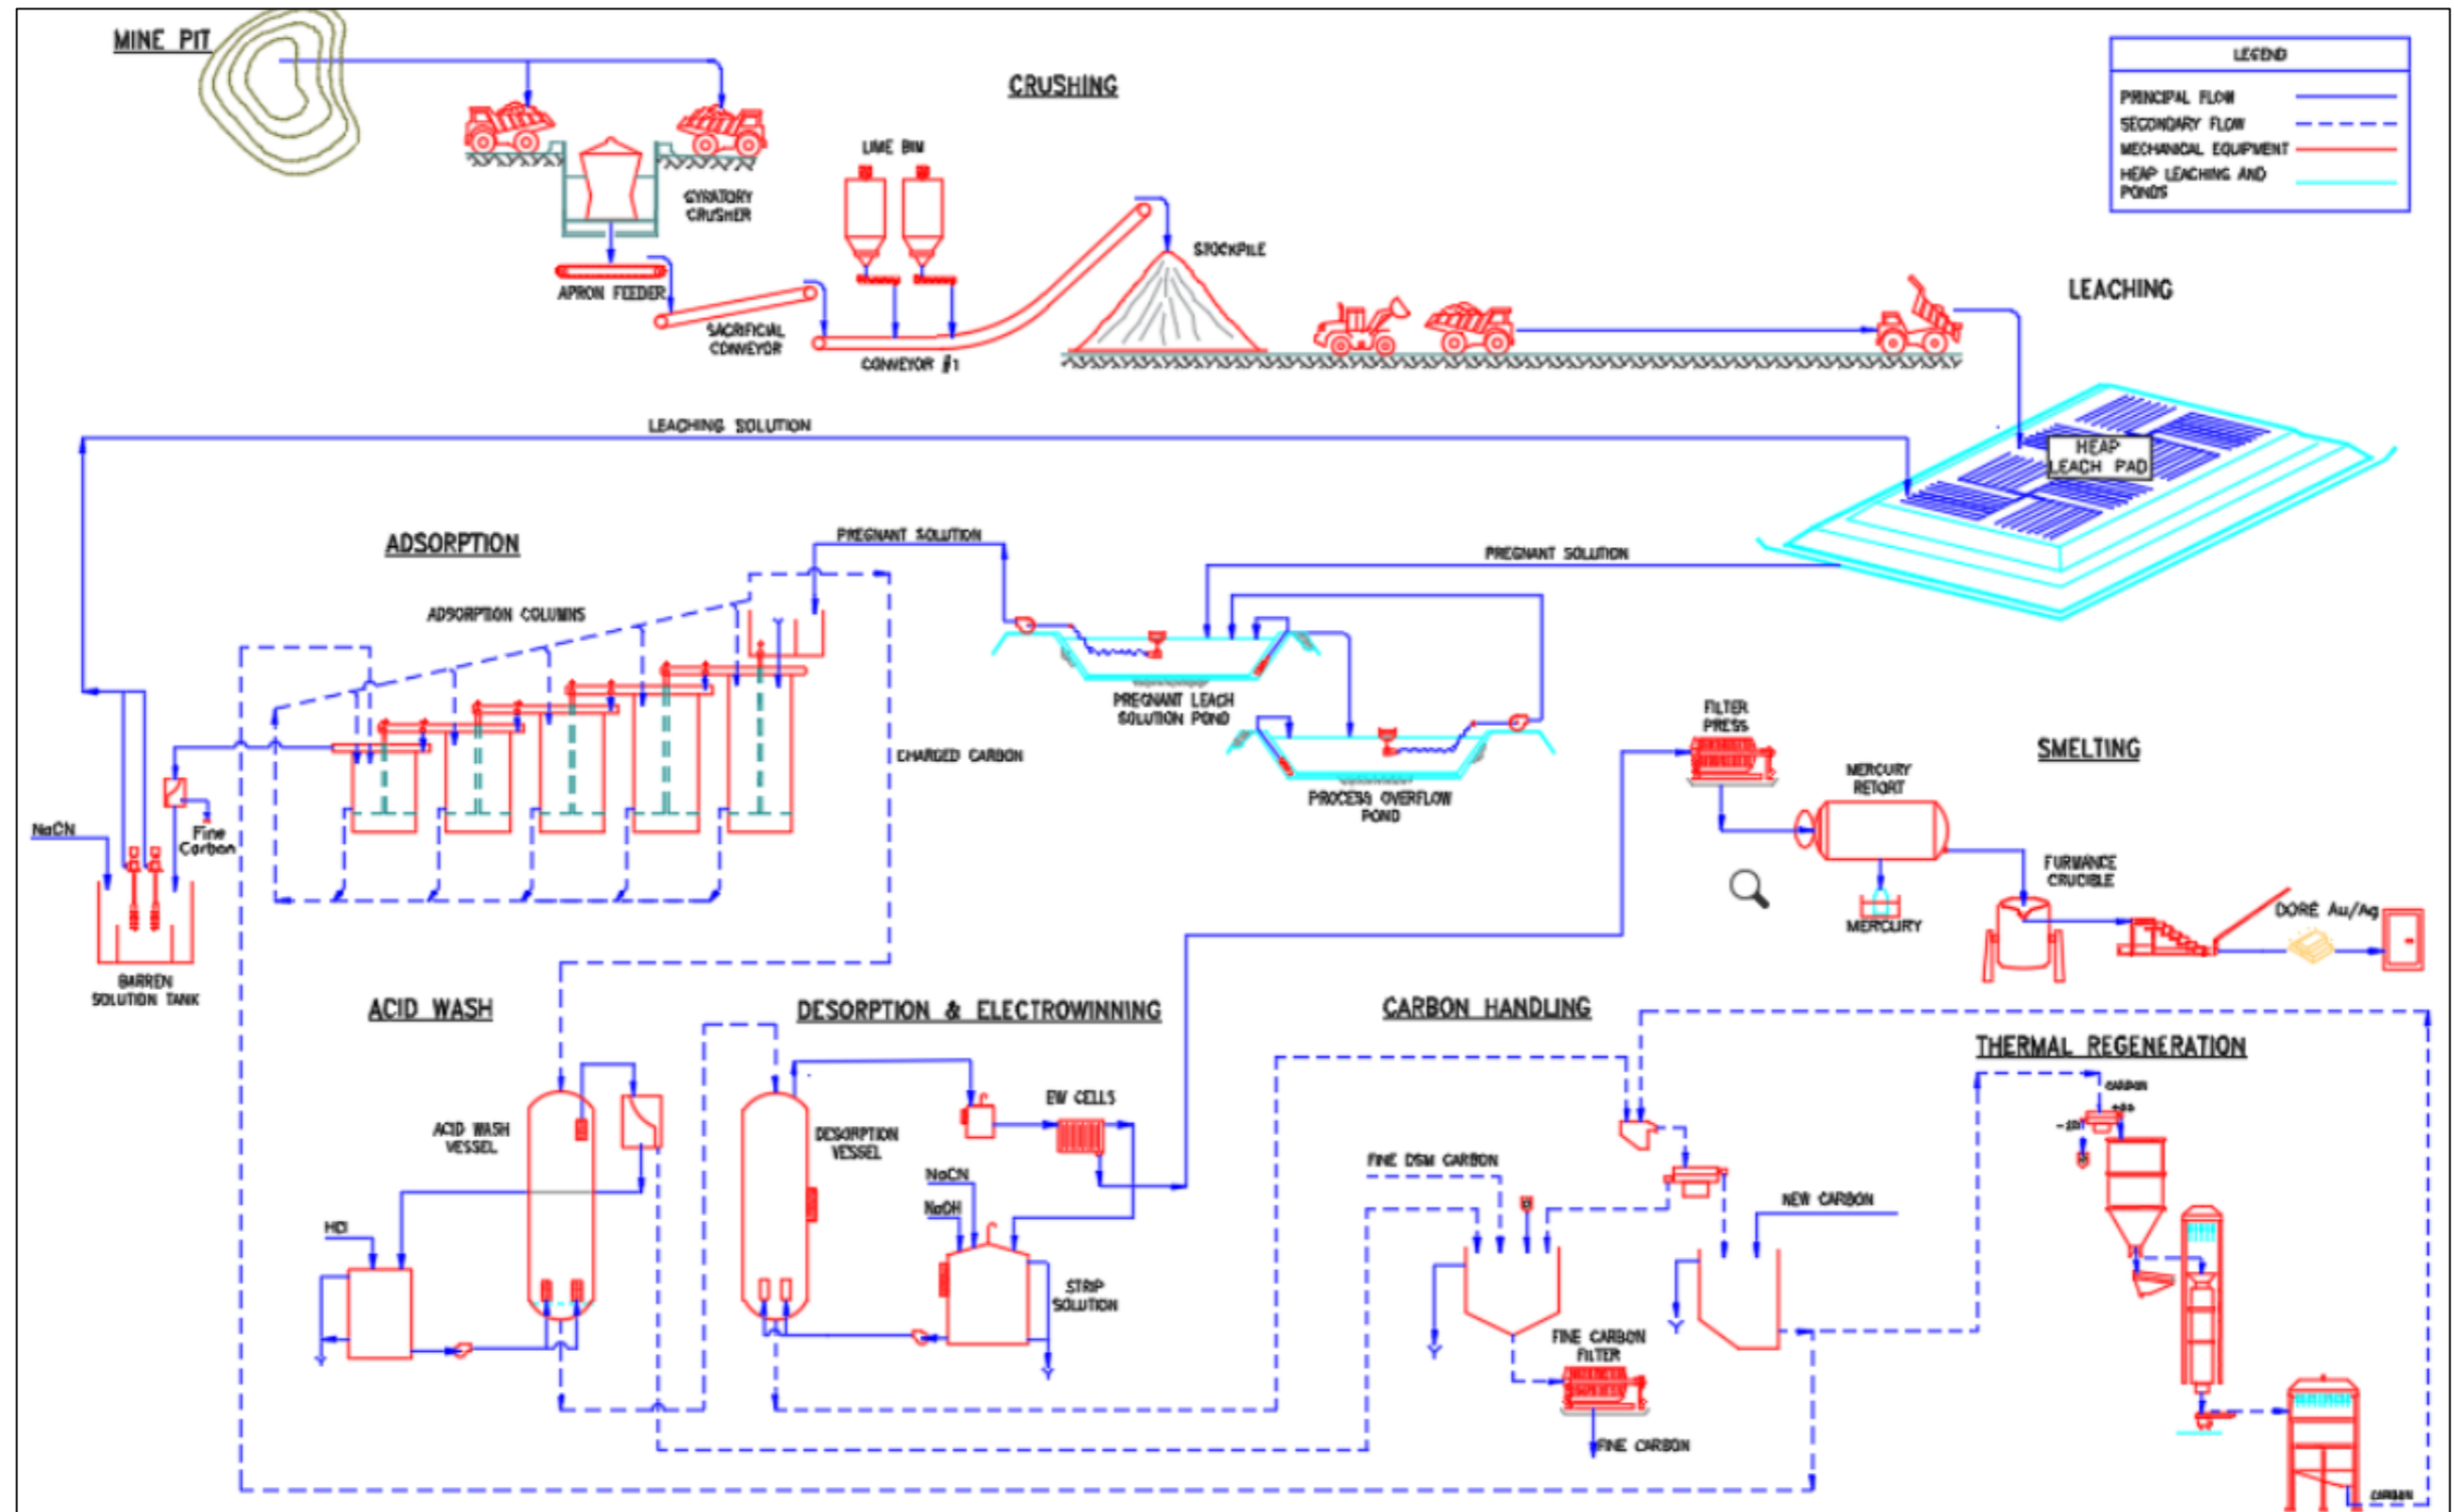 MINE PIT
CRUSHING
LEGEND
PRINCIPAL FLOW
SECONDARY FLOW
MECHANICAL EQUIPMENT
HEAP LEACHING AND
PONDS
LIME BIN
GYRATORY
CRUSHER
STOCKPILE
APRON FEEDER
SACRIFICIAL
CONVEYOR
CONVEYOR #1
LEACHING
LEACHING SOLUTION
HEAP
LEACH PAD
ADSORPTION
PREGNANT SOLUTION
PREGNANT SOLUTION
ADSORPTION COLUMNS
PREGNANT LEACH
SOLUTION POND
CHARGED CARBON
PROCESS OVERFLOW
POND
FILTER
PRESS
SMELTING
MERCURY
RETORT
NaCN
Fine
Carbon
FURMANCE
CRUCIBLE
MERCURY
DORÉ Au/Ag
BARREN
SOLUTION TANK
ACID WASH
DESORPTION & ELECTROWINNING
CARBON HANDLING
THERMAL REGENERATION
CARBON
EW CELLS
ACID WASH
VESSEL
DESORPTION
VESSEL
FINE DSM CARBON
NaCN
NaOH
NEW CARBON
HCl
STRIP
SOLUTION
FINE CARBON
FILTER
FINE CARBON
CARBON